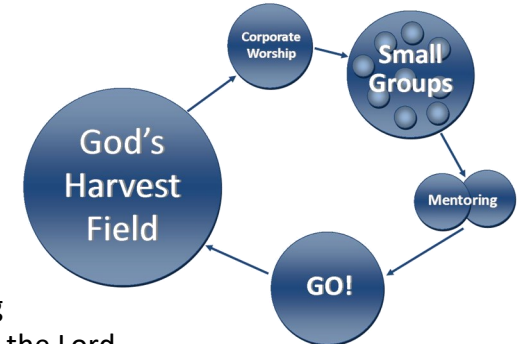 Corporate
Worship
Small
Groups
God's
Harvest
Field
Mentoring
GO!
g
the Lord